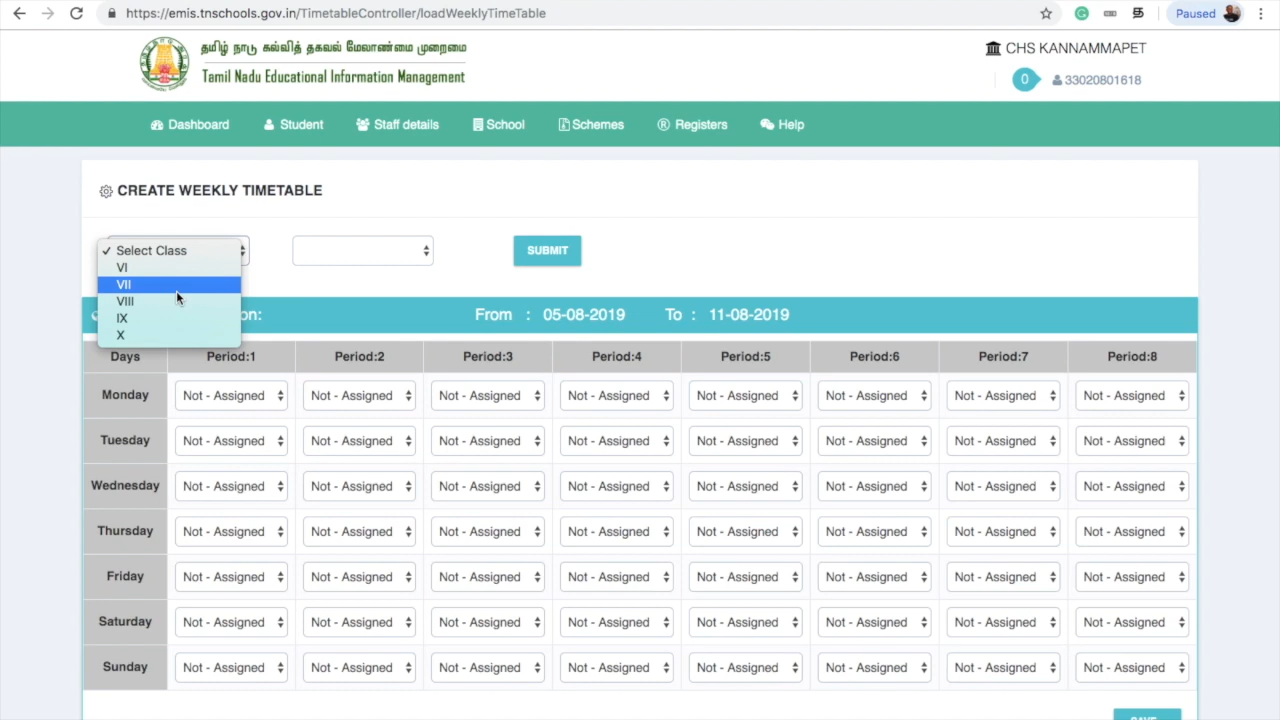 https://emis.tnschools.gov.in/TimetableController/loadWeeklyTimeTable
Paused
தமிழ் நாடு கல்வித் தகவல் மேலாண்மை முறைமை
Tamil Nadu Educational Information Management
CHS KANNAMMAPET
0 33020801618
Dashboard Student Staff details School Schemes Registers Help
CREATE WEEKLY TIMETABLE
✓ Select Class
SUBMIT
VI
VII
VIII
IX
X
on: From : 05-08-2019 To : 11-08-2019
Days Period:1 Period:2 Period:3 Period:4 Period:5 Period:6 Period:7 Period:8
Monday Not - Assigned Not - Assigned Not - Assigned Not - Assigned Not - Assigned Not - Assigned Not - Assigned Not - Assigned
Tuesday Not - Assigned Not - Assigned Not - Assigned Not - Assigned Not - Assigned Not - Assigned Not - Assigned Not - Assigned
Wednesday Not - Assigned Not - Assigned Not - Assigned Not - Assigned Not - Assigned Not - Assigned Not - Assigned Not - Assigned
Thursday Not - Assigned Not - Assigned Not - Assigned Not - Assigned Not - Assigned Not - Assigned Not - Assigned Not - Assigned
Friday Not - Assigned Not - Assigned Not - Assigned Not - Assigned Not - Assigned Not - Assigned Not - Assigned Not - Assigned
Saturday Not - Assigned Not - Assigned Not - Assigned Not - Assigned Not - Assigned Not - Assigned Not - Assigned Not - Assigned
Sunday Not - Assigned Not - Assigned Not - Assigned Not - Assigned Not - Assigned Not - Assigned Not - Assigned Not - Assigned